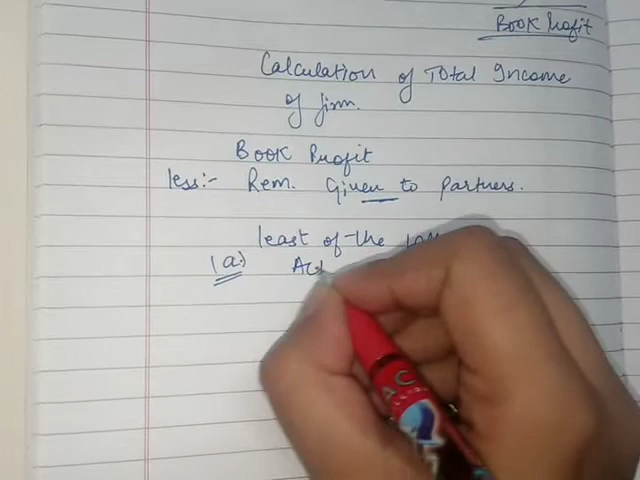 Book Profit
Calculation of Total Income
of firm.
Book Profit
less:- Rem. Given to partners.
least of the
(a:)